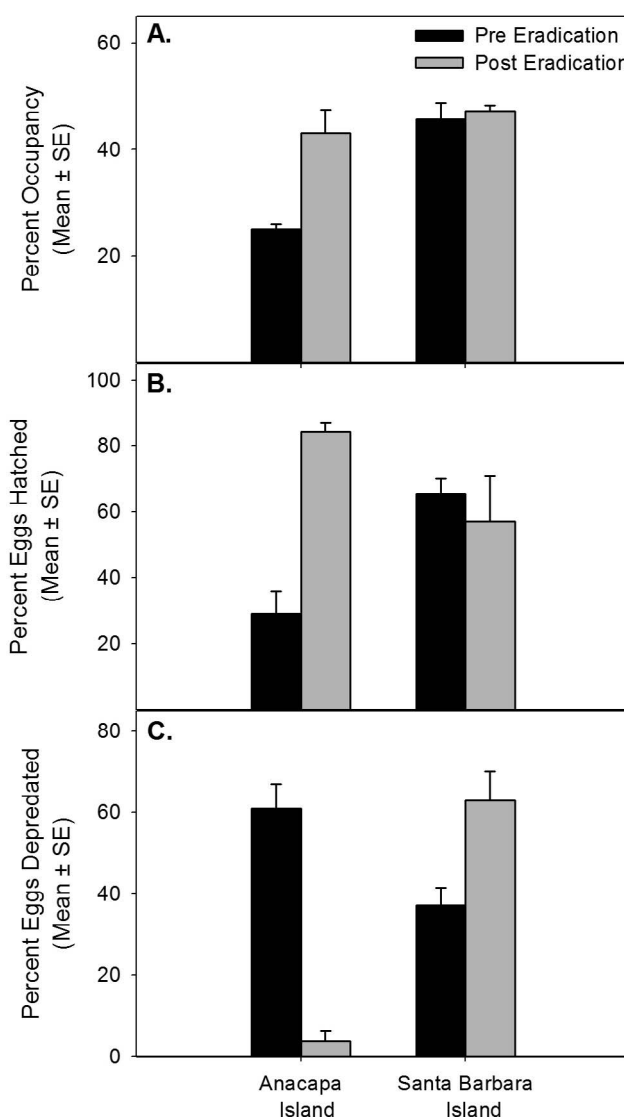 A.
Pre Eradication
Post Eradication
Percent Occupancy
(Mean ± SE)
60
40
20
B.
Percent Eggs Hatched
(Mean ± SE)
100
80
60
40
20
C.
Percent Eggs Depredated
(Mean ± SE)
80
60
40
20
0
Anacapa
Island
Santa Barbara
Island